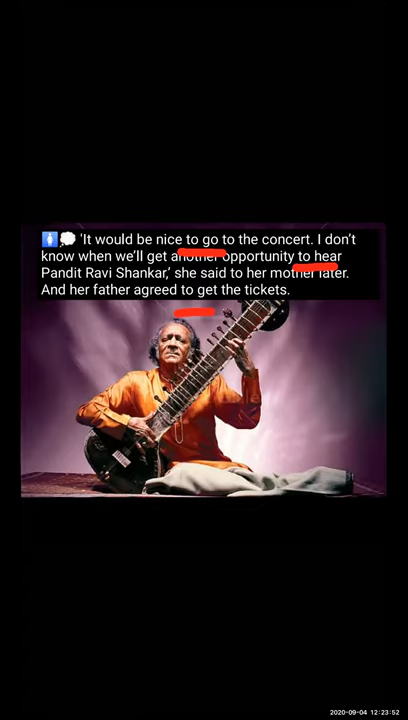 'It would be nice to go to the concert. I don't
know when we'll get another opportunity to hear
Pandit Ravi Shankar,' she said to her mother later.
And her father agreed to get the tickets.
2020-09-04 12:23:52